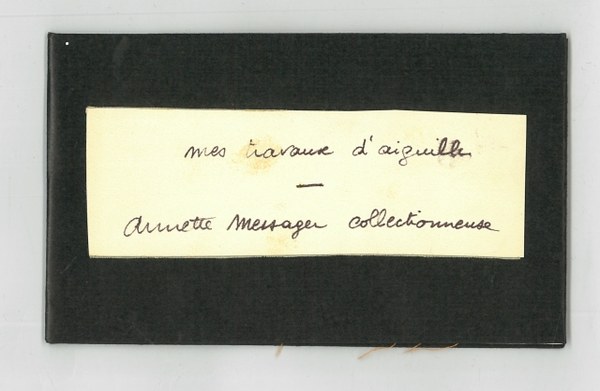 mes travaux d'aiguille
—
Annette Messager collectionneuse